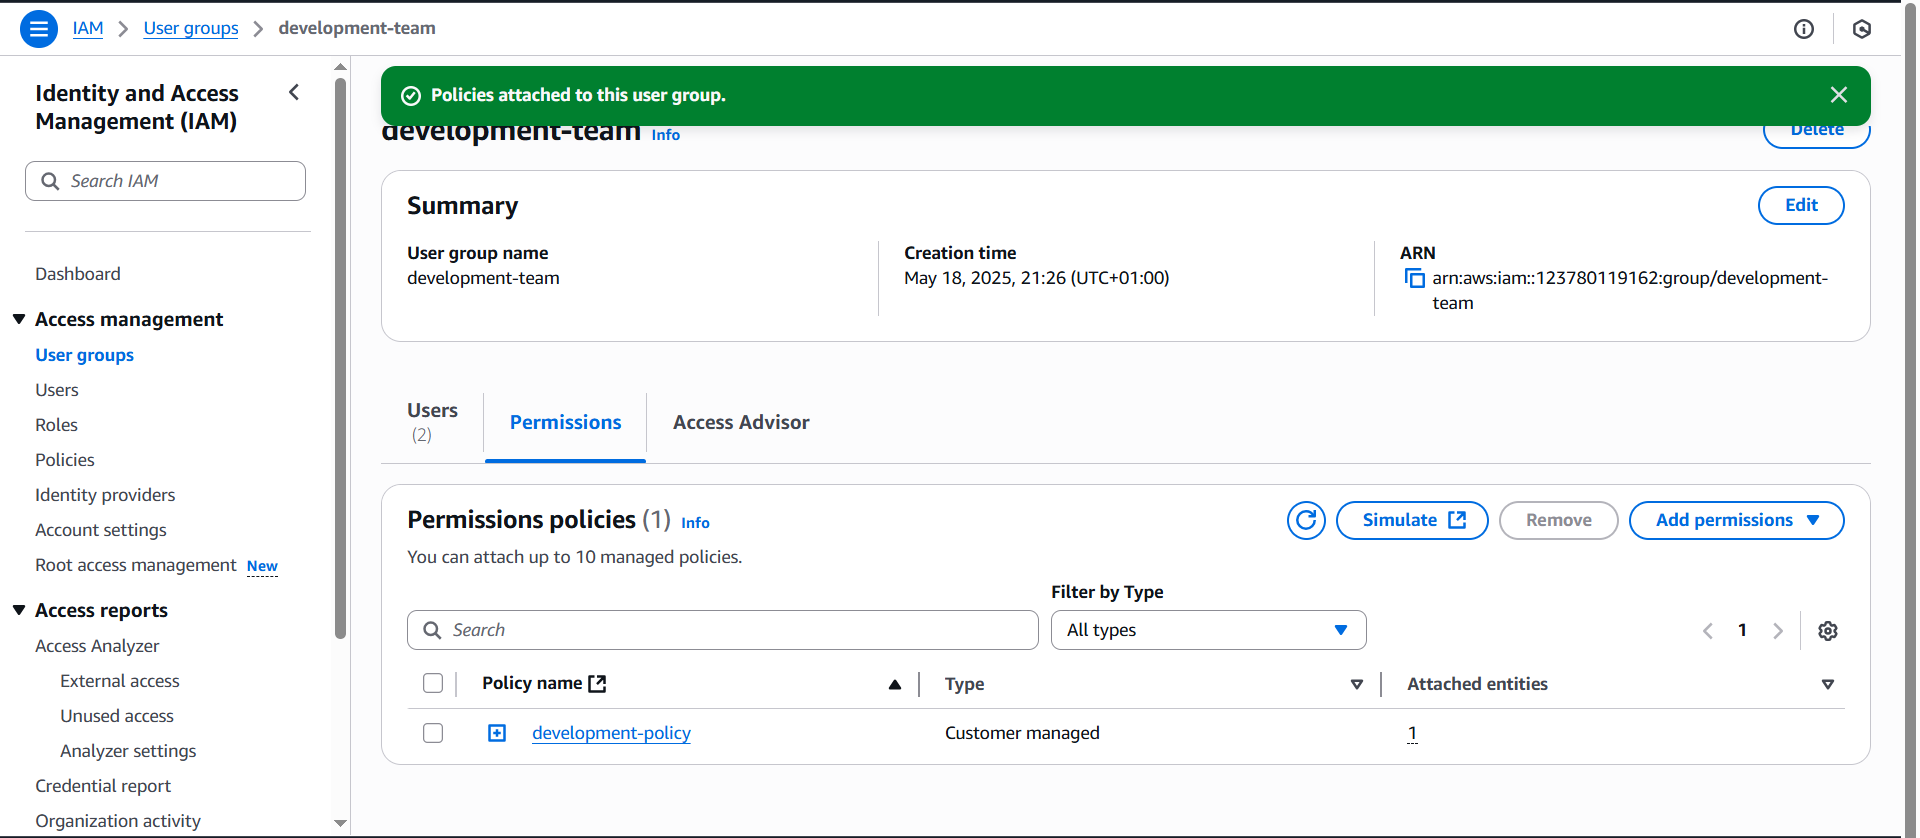 IAM > User groups > development-team
Identity and Access
Management (IAM)
Search IAM
Dashboard
Access management
User groups
Users
Roles
Policies
Identity providers
Account settings
Root access management New
Access reports
Access Analyzer
External access
Unused access
Analyzer settings
Credential report
Organization activity
Policies attached to this user group.
development-team Info
Delete
Summary
Edit
User group name
development-team
Creation time
May 18, 2025, 21:26 (UTC+01:00)
ARN
arn:aws:iam::123780119162:group/development-
team
Users
(2)
Permissions
Access Advisor
Permissions policies (1) Info
Simulate
Remove
Add permissions
You can attach up to 10 managed policies.
Filter by Type
Search
All types
1
Policy name
Type
Attached entities
development-policy
Customer managed
1